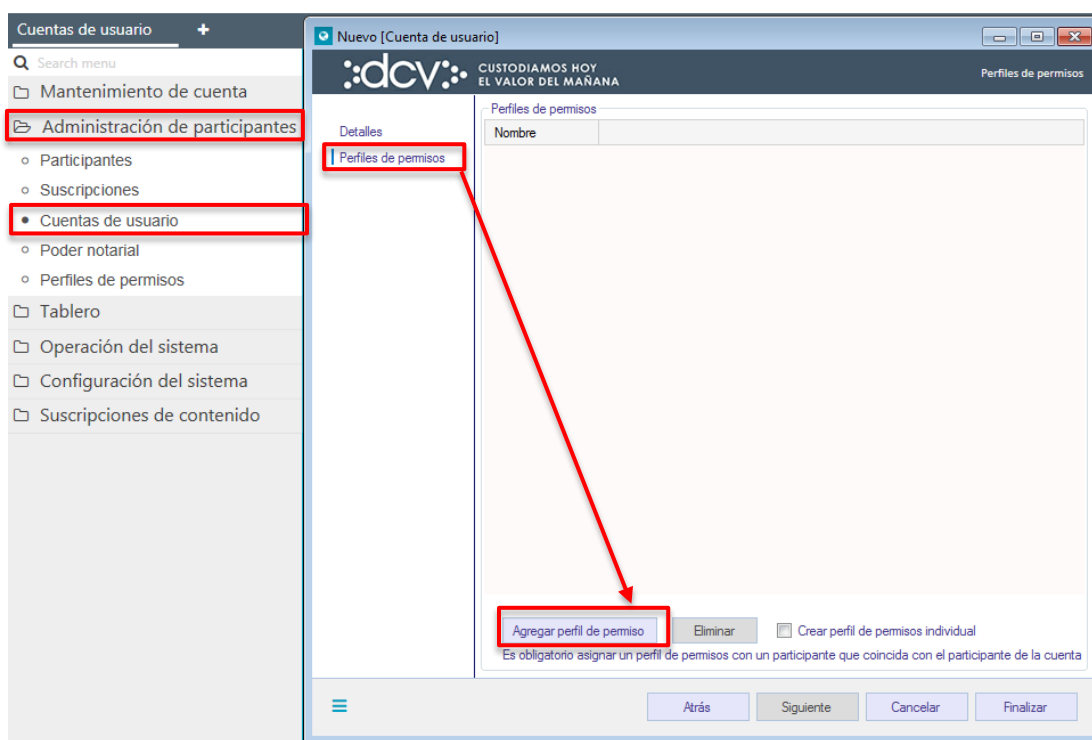 Cuentas de usuario +
Search menu
Mantenimiento de cuenta
Administración de participantes
Participantes
Suscripciones
Cuentas de usuario
Poder notarial
Perfiles de permisos
Tablero
Operación del sistema
Configuración del sistema
Suscripciones de contenido
Nuevo [Cuenta de usuario]
dcv
CUSTODIAMOS HOY
EL VALOR DEL MAÑANA
Perfiles de permisos
Detalles
Perfiles de permisos
Perfiles de permisos
Nombre
Agregar perfil de permiso Eliminar Crear perfil de permisos individual
Es obligatorio asignar un perfil de permisos con un participante que coincida con el participante de la cuenta
Atrás Siguiente Cancelar Finalizar